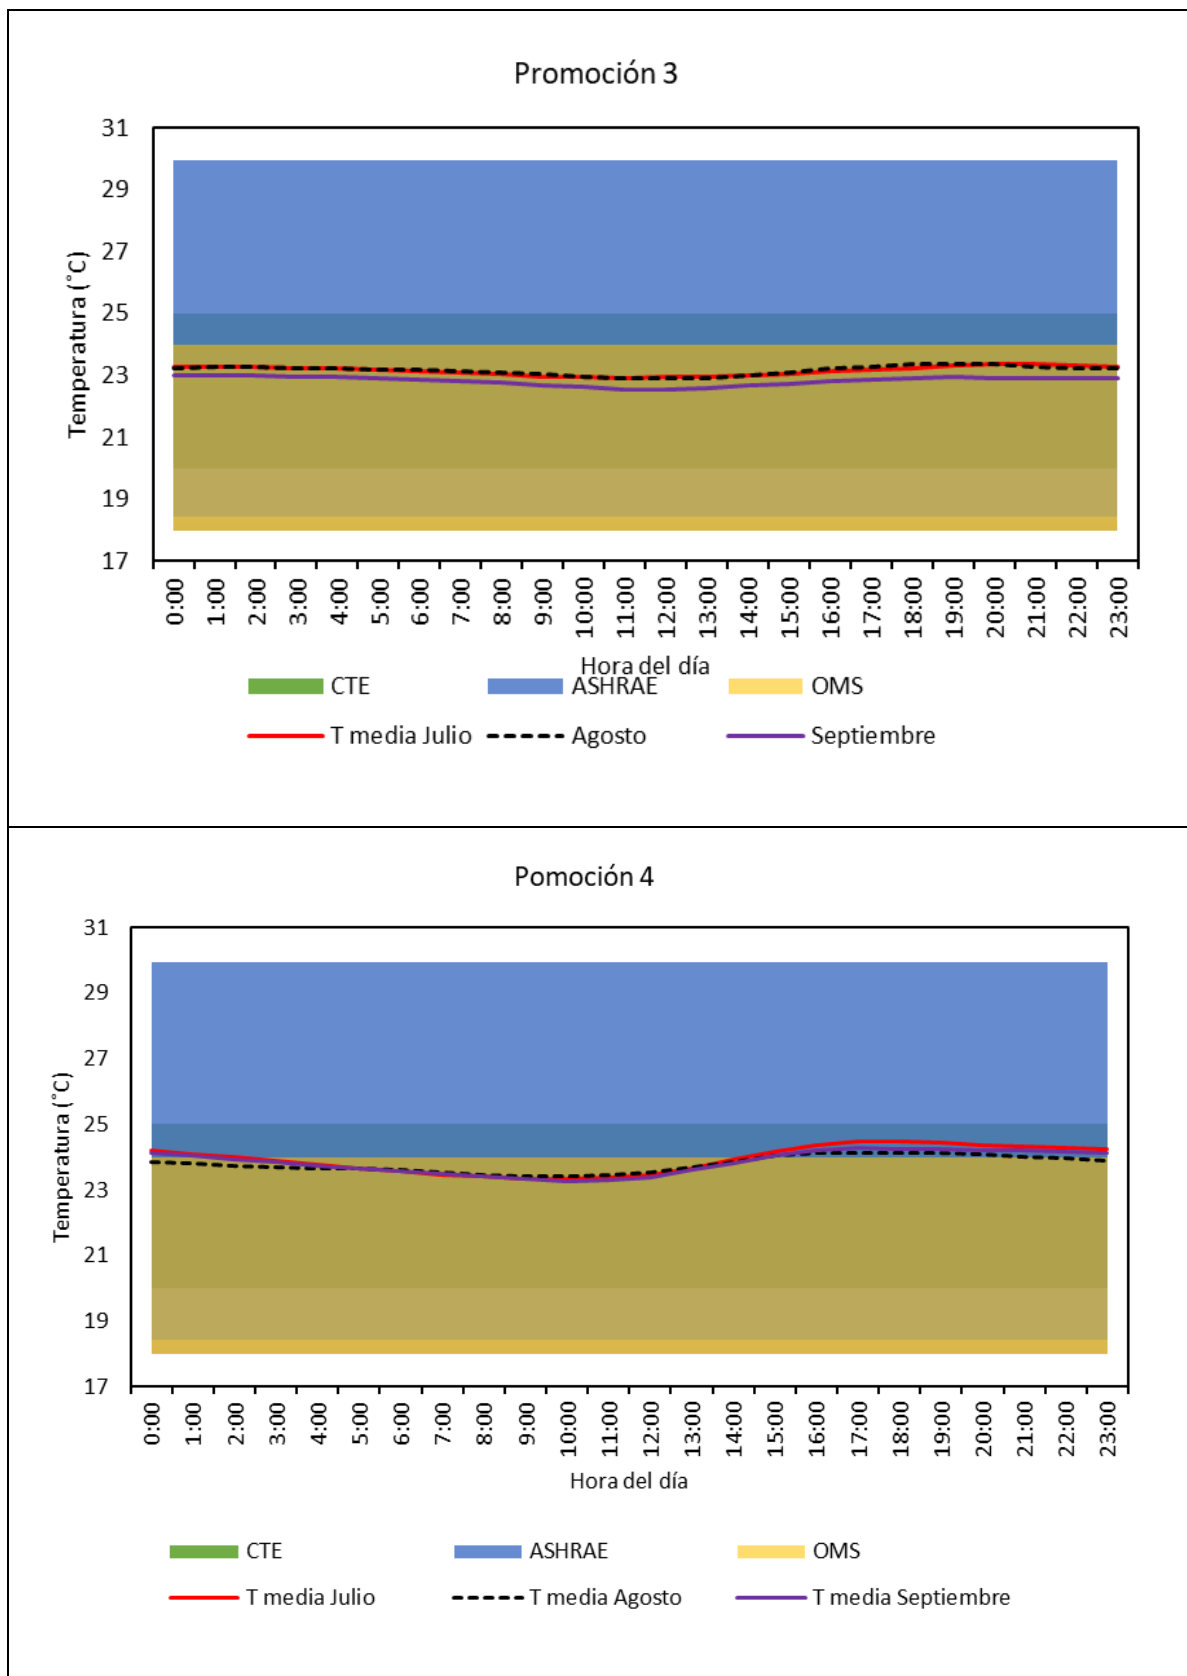 Promoción 3
31
29
27
25
23
21
19
17
Temperatura (˚C)
0:00 1:00 2:00 3:00 4:00 5:00 6:00 7:00 8:00 9:00 10:00 11:00 12:00 13:00 14:00 15:00 16:00 17:00 18:00 19:00 20:00 21:00 22:00 23:00
Hora del día
CTE ASHRAE OMS
T media Julio Agosto Septiembre
Pomoción 4
31
29
27
25
23
21
19
17
Temperatura (˚C)
0:00 1:00 2:00 3:00 4:00 5:00 6:00 7:00 8:00 9:00 10:00 11:00 12:00 13:00 14:00 15:00 16:00 17:00 18:00 19:00 20:00 21:00 22:00 23:00
Hora del día
CTE ASHRAE OMS
T media Julio T media Agosto T media Septiembre